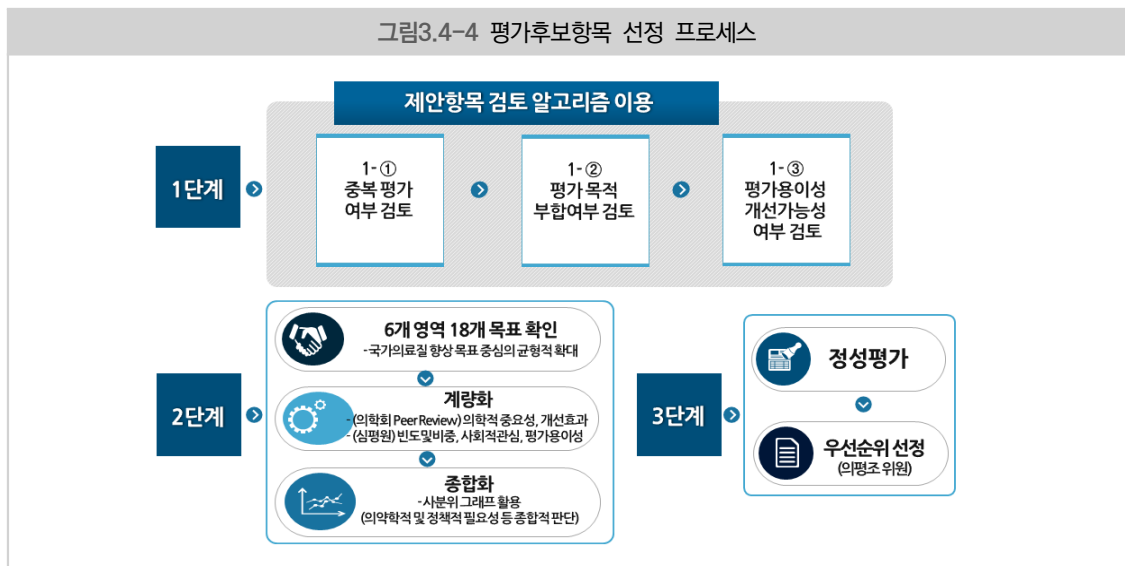 그림3.4-4 평가후보항목 선정 프로세스
제안항목 검토 알고리즘 이용
1단계
1-①
중복 평가
여부 검토
1-②
평가 목적
부합여부 검토
1-③
평가용이성
개선가능성
여부 검토
2단계
6개 영역 18개 목표 확인
-국가의료질 향상 목표 중심의 균형적 확대
계량화
- (의학회 Peer Review) 의학적 중요성, 개선효과
- (심평원) 빈도및비중, 사회적관심, 평가용이성
종합화
-사분위 그래프 활용
(의약학적 및 정책적 필요성 등 종합적 판단)
3단계
정성평가
우선순위 선정
(의평조 위원)